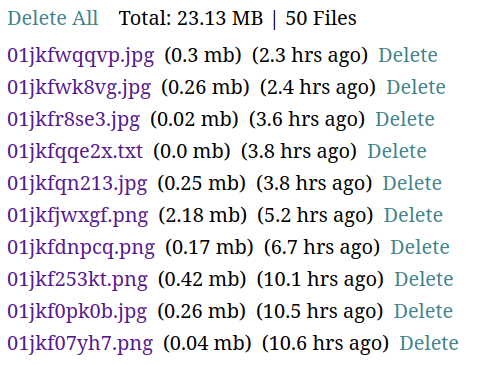 Delete All Total: 23.13 MB | 50 Files
01jkfwqqvp.jpg (0.3 mb) (2.3 hrs ago) Delete
01jkfwk8vg.jpg (0.26 mb) (2.4 hrs ago) Delete
01jkfr8se3.jpg (0.02 mb) (3.6 hrs ago) Delete
01jkfqqe2x.txt (0.0 mb) (3.8 hrs ago) Delete
01jkfqn213.jpg (0.25 mb) (3.8 hrs ago) Delete
01jkfjwxgf.png (2.18 mb) (5.2 hrs ago) Delete
01jkfdnpcq.png (0.17 mb) (6.7 hrs ago) Delete
01jkf253kt.png (0.42 mb) (10.1 hrs ago) Delete
01jkf0pk0b.jpg (0.26 mb) (10.5 hrs ago) Delete
01jkf07yh7.png (0.04 mb) (10.6 hrs ago) Delete